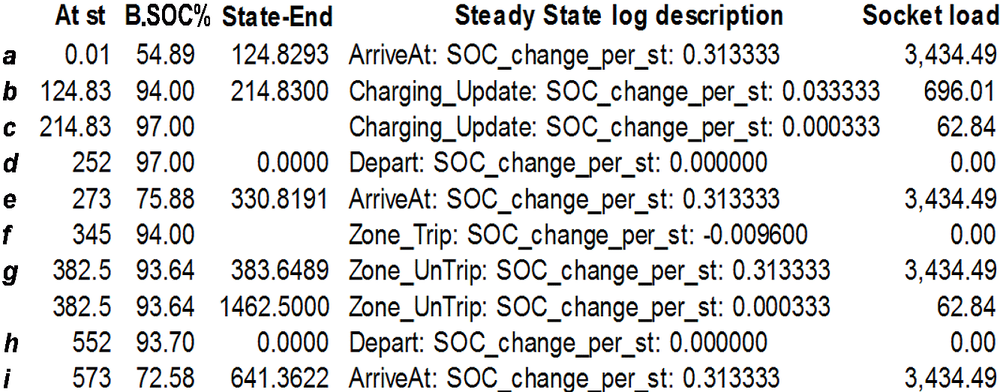 At st B.SOC% State-End Steady State log description Socket load
a 0.01 54.89 124.8293 ArriveAt: SOC_change_per_st: 0.313333 3,434.49
b 124.83 94.00 214.8300 Charging_Update: SOC_change_per_st: 0.033333 696.01
c 214.83 97.00 Charging_Update: SOC_change_per_st: 0.000333 62.84
d 252 97.00 0.0000 Depart: SOC_change_per_st: 0.000000 0.00
e 273 75.88 330.8191 ArriveAt: SOC_change_per_st: 0.313333 3,434.49
f 345 94.00 Zone_Trip: SOC_change_per_st: -0.009600 0.00
g 382.5 93.64 383.6489 Zone_UnTrip: SOC_change_per_st: 0.313333 3,434.49
382.5 93.64 1462.5000 Zone_UnTrip: SOC_change_per_st: 0.000333 62.84
h 552 93.70 0.0000 Depart: SOC_change_per_st: 0.000000 0.00
i 573 72.58 641.3622 ArriveAt: SOC_change_per_st: 0.313333 3,434.49